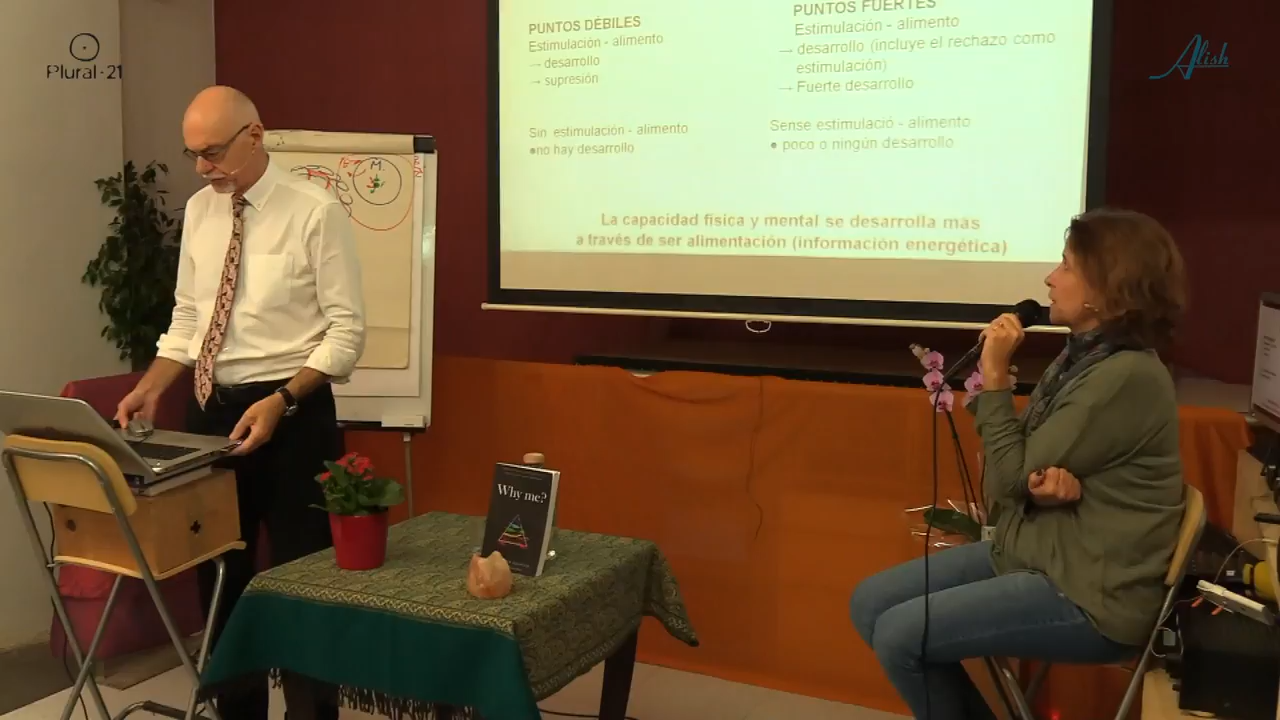 Plural·21
Alish
PUNTOS DÉBILES
Estimulación - alimento
→ desarrollo
→ supresión
Sin estimulación - alimento
●no hay desarrollo
PUNTOS FUERTES
Estimulación - alimento
→ desarrollo (incluye el rechazo como
estimulación)
→ Fuerte desarrollo
Sense estimulació - alimento
● poco o ningún desarrollo
La capacidad física y mental se desarrolla mas
a través de ser alimentación (información energética)
M.
Why me?